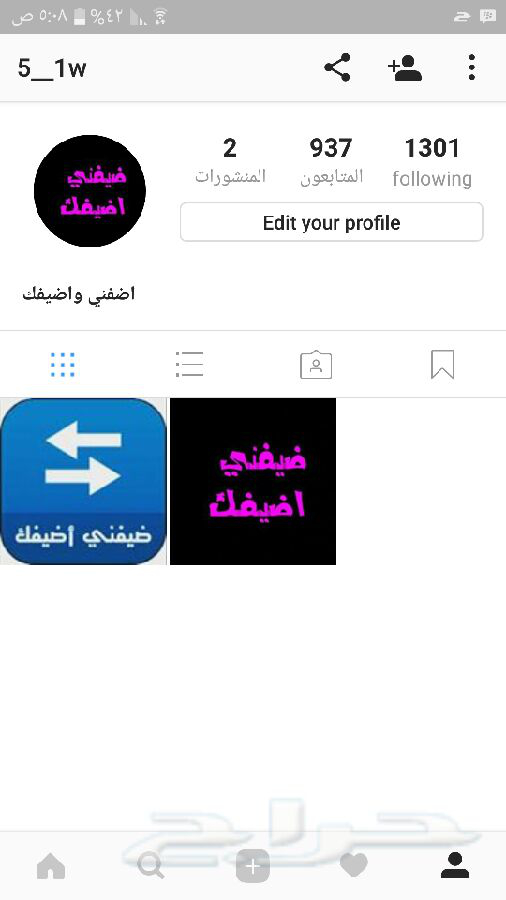 ٥:٠٨ ص
٤٢%
5__1w
ضيفني
اضيفك
2
937
1301
المنشورات
المتابعون
following
Edit your profile
اضفني واضيفك
ضيفني أضيفك
ضيفني
اضيفك
حراج